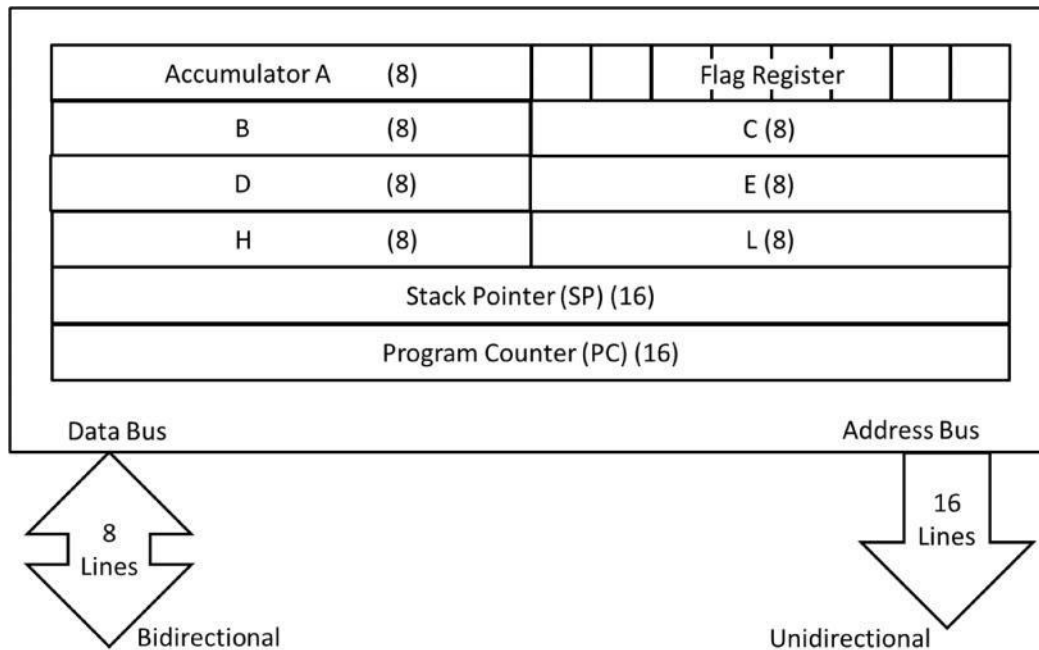 Accumulator A (8) Flag Register
B (8) C (8)
D (8) E (8)
H (8) L (8)
Stack Pointer (SP) (16)
Program Counter (PC) (16)
Data Bus Address Bus
8
Lines
16
Lines
Bidirectional Unidirectional